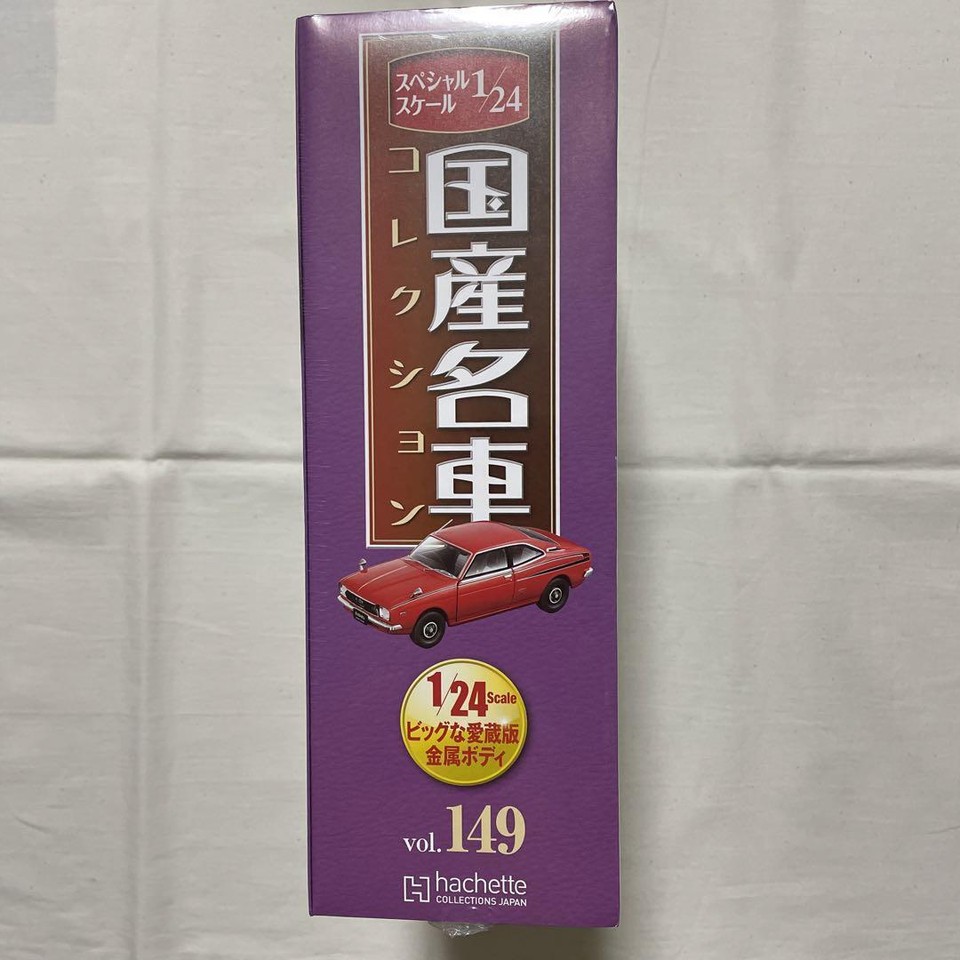 スペシャル
スケール 1/24
国産名車
コレクション
1/24 Scale
ビッグな愛蔵版
金属ボディ
vol. 149
hachette
COLLECTIONS JAPAN